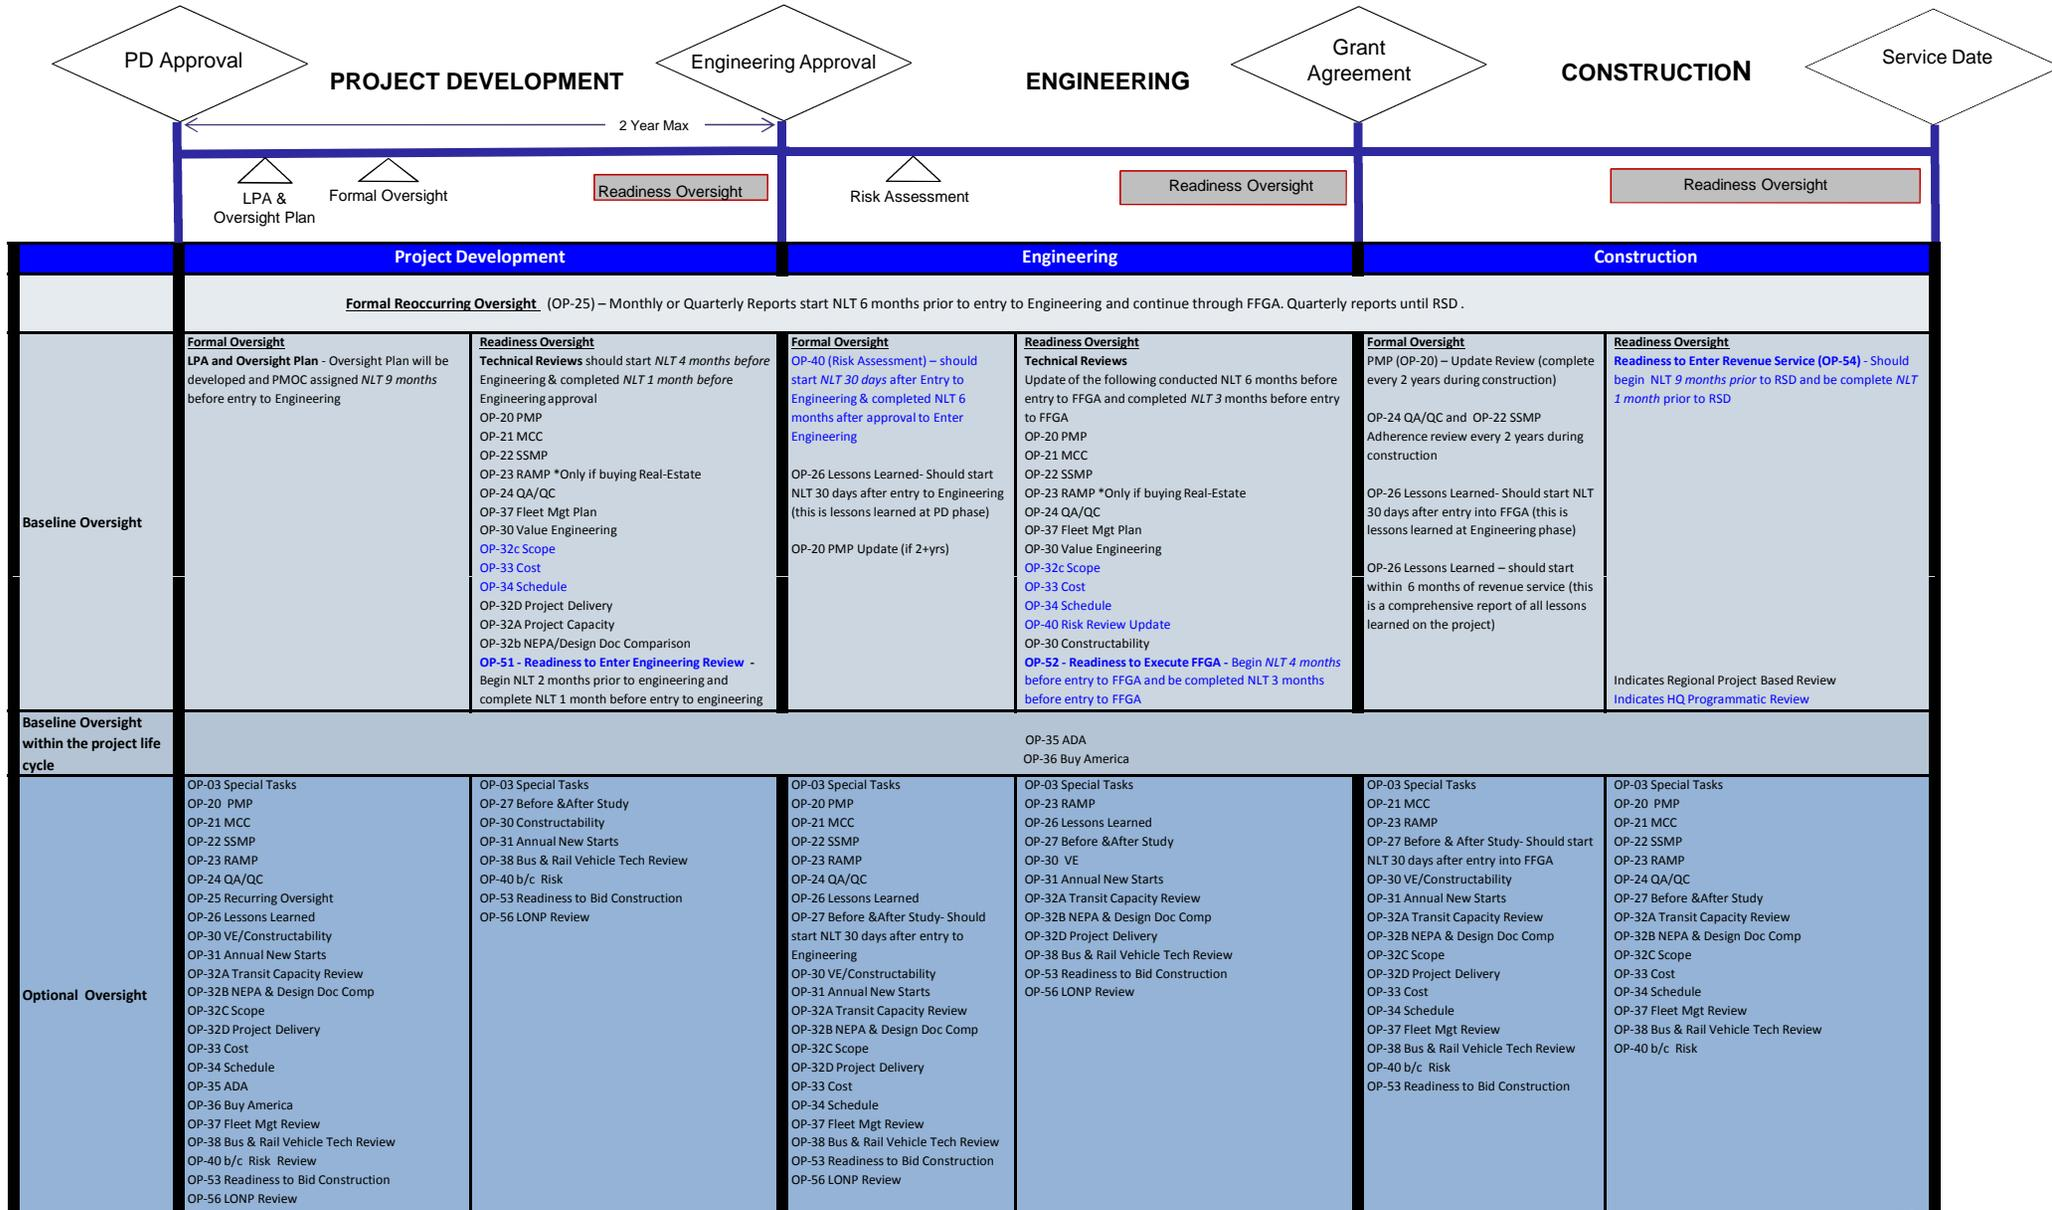 PD Approval
PROJECT DEVELOPMENT
Engineering Approval
ENGINEERING
Grant
Agreement
CONSTRUCTION
Service Date
2 Year Max
LPA &
Oversight Plan
Formal Oversight
Readiness Oversight
Risk Assessment
Readiness Oversight
Readiness Oversight
Project Development
Engineering
Construction
Formal Reoccurring Oversight (OP-25) – Monthly or Quarterly Reports start NLT 6 months prior to entry to Engineering and continue through FFGA. Quarterly reports until RSD .
Baseline Oversight
Formal Oversight
LPA and Oversight Plan - Oversight Plan will be
developed and PMOC assigned NLT 9 months
before entry to Engineering
Readiness Oversight
Technical Reviews should start NLT 4 months before
Engineering & completed NLT 1 month before
Engineering approval
OP-20 PMP
OP-21 MCC
OP-22 SSMP
OP-23 RAMP *Only if buying Real-Estate
OP-24 QA/QC
OP-37 Fleet Mgt Plan
OP-30 Value Engineering
OP-32c Scope
OP-33 Cost
OP-34 Schedule
OP-32D Project Delivery
OP-32A Project Capacity
OP-32b NEPA/Design Doc Comparison
OP-51 - Readiness to Enter Engineering Review -
Begin NLT 2 months prior to engineering and
complete NLT 1 month before entry to engineering
Formal Oversight
OP-40 (Risk Assessment) – should
start NLT 30 days after Entry to
Engineering & completed NLT 6
months after approval to Enter
Engineering
OP-26 Lessons Learned- Should start
NLT 30 days after entry to Engineering
(this is lessons learned at PD phase)
OP-20 PMP Update (if 2+yrs)
Readiness Oversight
Technical Reviews
Update of the following conducted NLT 6 months before
entry to FFGA and completed NLT 3 months before entry
to FFGA
OP-20 PMP
OP-21 MCC
OP-22 SSMP
OP-23 RAMP *Only if buying Real-Estate
OP-24 QA/QC
OP-37 Fleet Mgt Plan
OP-30 Value Engineering
OP-32c Scope
OP-33 Cost
OP-34 Schedule
OP-40 Risk Review Update
OP-30 Constructability
OP-52 - Readiness to Execute FFGA - Begin NLT 4 months
before entry to FFGA and be completed NLT 3 months
before entry to FFGA
Formal Oversight
PMP (OP-20) – Update Review (complete
every 2 years during construction)
OP-24 QA/QC and OP-22 SSMP
Adherence review every 2 years during
construction
OP-26 Lessons Learned- Should start NLT
30 days after entry into FFGA (this is
lessons learned at Engineering phase)
OP-26 Lessons Learned – should start
within 6 months of revenue service (this
is a comprehensive report of all lessons
learned on the project)
Readiness Oversight
Readiness to Enter Revenue Service (OP-54) - Should
begin NLT 9 months prior to RSD and be complete NLT
1 month prior to RSD
Indicates Regional Project Based Review
Indicates HQ Programmatic Review
Baseline Oversight
within the project life
cycle
OP-35 ADA
OP-36 Buy America
Optional Oversight
OP-03 Special Tasks
OP-20 PMP
OP-21 MCC
OP-22 SSMP
OP-23 RAMP
OP-24 QA/QC
OP-25 Recurring Oversight
OP-26 Lessons Learned
OP-30 VE/Constructability
OP-31 Annual New Starts
OP-32A Transit Capacity Review
OP-32B NEPA & Design Doc Comp
OP-32C Scope
OP-32D Project Delivery
OP-33 Cost
OP-34 Schedule
OP-35 ADA
OP-36 Buy America
OP-37 Fleet Mgt Review
OP-38 Bus & Rail Vehicle Tech Review
OP-40 b/c Risk Review
OP-53 Readiness to Bid Construction
OP-56 LONP Review
OP-03 Special Tasks
OP-27 Before &After Study
OP-30 Constructability
OP-31 Annual New Starts
OP-38 Bus & Rail Vehicle Tech Review
OP-40 b/c Risk
OP-53 Readiness to Bid Construction
OP-56 LONP Review
OP-03 Special Tasks
OP-20 PMP
OP-21 MCC
OP-22 SSMP
OP-23 RAMP
OP-24 QA/QC
OP-26 Lessons Learned
OP-27 Before &After Study- Should
start NLT 30 days after entry to
Engineering
OP-30 VE/Constructability
OP-31 Annual New Starts
OP-32A Transit Capacity Review
OP-32B NEPA & Design Doc Comp
OP-32C Scope
OP-32D Project Delivery
OP-33 Cost
OP-34 Schedule
OP-37 Fleet Mgt Review
OP-38 Bus & Rail Vehicle Tech Review
OP-53 Readiness to Bid Construction
OP-56 LONP Review
OP-03 Special Tasks
OP-23 RAMP
OP-26 Lessons Learned
OP-27 Before &After Study
OP-30 VE
OP-31 Annual New Starts
OP-32A Transit Capacity Review
OP-32B NEPA & Design Doc Comp
OP-32D Project Delivery
OP-38 Bus & Rail Vehicle Tech Review
OP-53 Readiness to Bid Construction
OP-56 LONP Review
OP-03 Special Tasks
OP-21 MCC
OP-23 RAMP
OP-27 Before & After Study- Should start
NLT 30 days after entry into FFGA
OP-30 VE/Constructability
OP-31 Annual New Starts
OP-32A Transit Capacity Review
OP-32B NEPA & Design Doc Comp
OP-32C Scope
OP-32D Project Delivery
OP-33 Cost
OP-34 Schedule
OP-37 Fleet Mgt Review
OP-38 Bus & Rail Vehicle Tech Review
OP-40 b/c Risk
OP-53 Readiness to Bid Construction
OP-03 Special Tasks
OP-20 PMP
OP-21 MCC
OP-22 SSMP
OP-23 RAMP
OP-24 QA/QC
OP-27 Before &After Study
OP-32A Transit Capacity Review
OP-32B NEPA & Design Doc Comp
OP-32C Scope
OP-33 Cost
OP-34 Schedule
OP-37 Fleet Mgt Review
OP-38 Bus & Rail Vehicle Tech Review
OP-40 b/c Risk